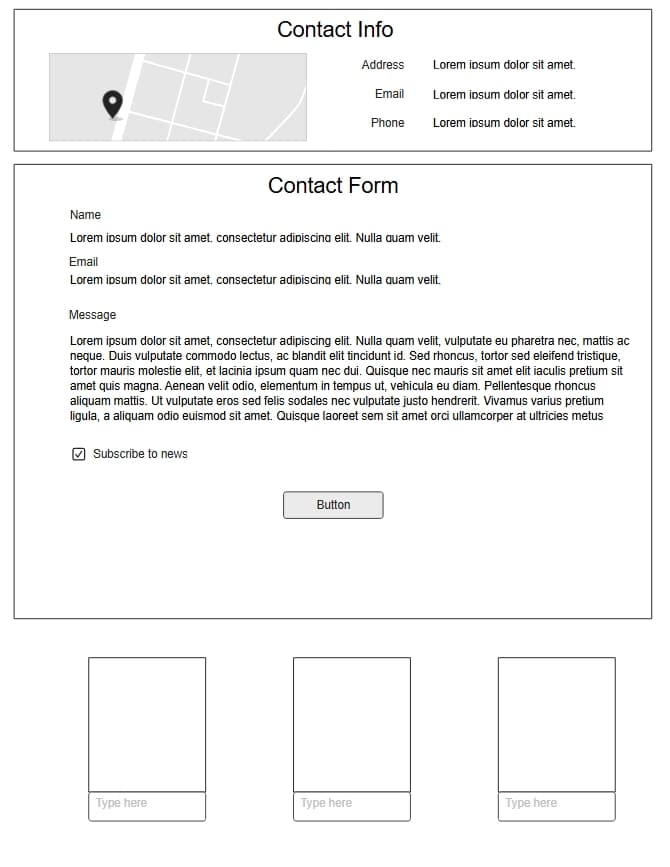 Contact Info
Address Lorem ipsum dolor sit amet.
Email Lorem ipsum dolor sit amet.
Phone Lorem ipsum dolor sit amet.
Contact Form
Name
Lorem ipsum dolor sit amet, consectetur adipiscing elit. Nulla quam velit,
Email
Lorem ipsum dolor sit amet, consectetur adipiscing elit. Nulla quam velit,
Message
Lorem ipsum dolor sit amet, consectetur adipiscing elit. Nulla quam velit, vulputate eu pharetra nec, mattis ac
neque. Duis vulputate commodo lectus, ac blandit elit tincidunt id. Sed rhoncus, tortor sed eleifend tristique,
tortor mauris molestie elit, et lacinia ipsum quam nec dui. Quisque nec mauris sit amet elit iaculis pretium sit
amet quis magna. Aenean velit odio, elementum in tempus ut, vehicula eu diam. Pellentesque rhoncus
aliquam mattis. Ut vulputate eros sed felis sodales nec vulputate justo hendrerit. Vivamus varius pretium
ligula, a aliquam odio euismod sit amet. Quisque laoreet sem sit amet orci ullamcorper at ultricies metus
Subscribe to news
Button
Type here
Type here
Type here